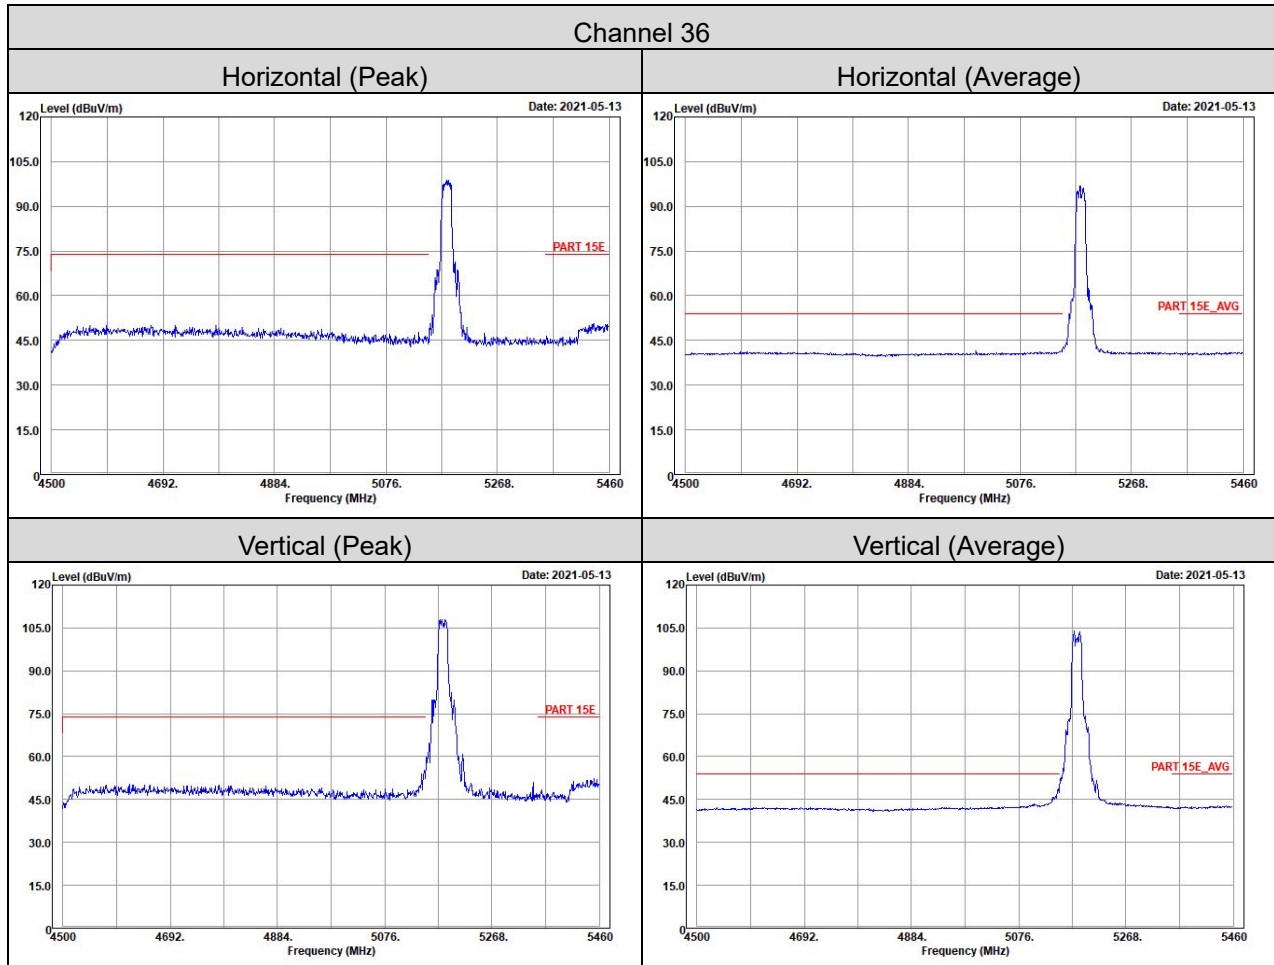 Channel 36
Horizontal (Peak)
Horizontal (Average)
Level (dBuV/m)
Date: 2021-05-13
120
105.0
90.0
75.0
60.0
45.0
30.0
15.0
0
PART 15E
4500
4692.
4884.
5076.
5268.
5460
Frequency (MHz)
Level (dBuV/m)
Date: 2021-05-13
120
105.0
90.0
75.0
60.0
45.0
30.0
15.0
0
PART 15E_AVG
4500
4692.
4884.
5076.
5268.
5460
Frequency (MHz)
Vertical (Peak)
Vertical (Average)
Level (dBuV/m)
Date: 2021-05-13
120
105.0
90.0
75.0
60.0
45.0
30.0
15.0
0
PART 15E
4500
4692.
4884.
5076.
5268.
5460
Frequency (MHz)
Level (dBuV/m)
Date: 2021-05-13
120
105.0
90.0
75.0
60.0
45.0
30.0
15.0
0
PART 15E_AVG
4500
4692.
4884.
5076.
5268.
5460
Frequency (MHz)